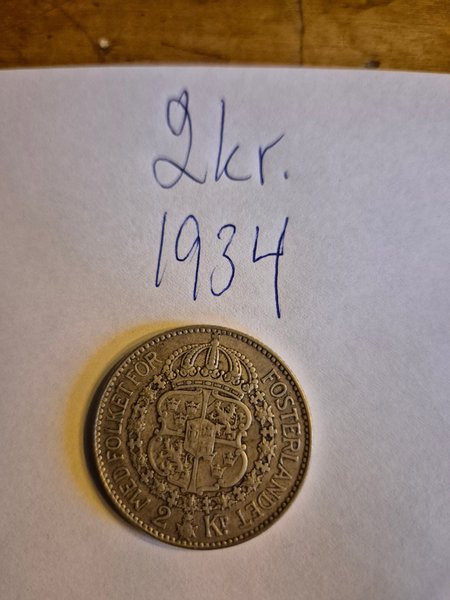 2kr.
1934
MED FOLKET FÖR FOSTERLANDET
2 KR